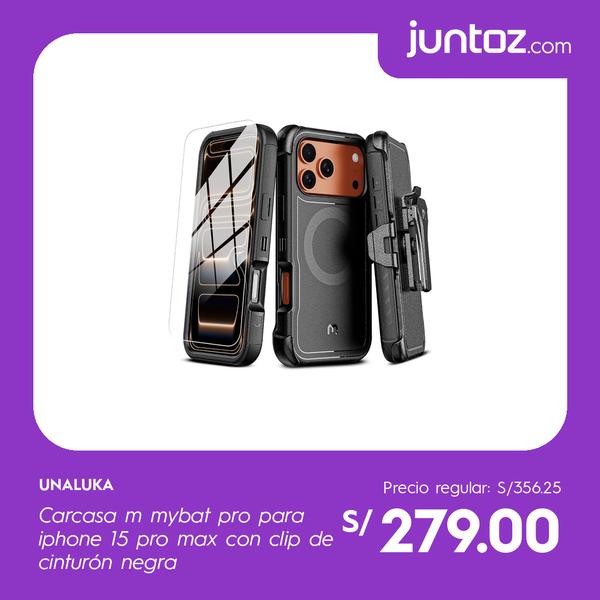 juntoz.com
m
UNALUKA
Carcasa m mybat pro para
iphone 15 pro max con clip de
cinturón negra
Precio regular: S/356.25
S/279.00